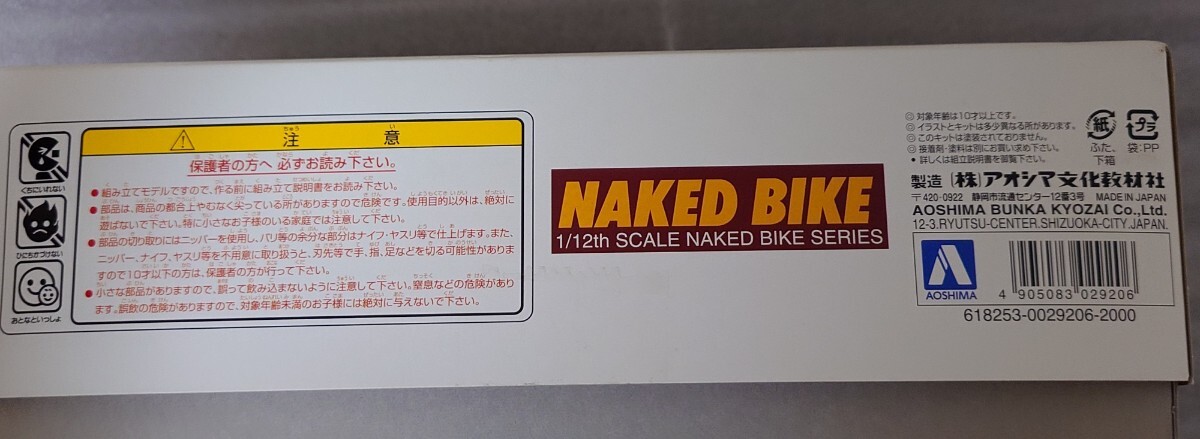 くちにいれない
ひにちかづけない
おとなといっしょ
注意
保護者の方へ 必ずお読み下さい。
●組み立てモデルですので、作る前に組み立て説明書をお読み下さい。
●部品は、商品の都合上やむなく尖っている所がありますので危険です。使用目的以外は、絶対に
遊ばないで下さい。特に小さなお子様のいる家庭では注意して下さい。
●部品の切り取りにはニッパーを使用し、バリ等の余分な部分はナイフ・ヤスリ等で仕上げます。また、
ニッパー、ナイフ、ヤスリ等を不用意に取り扱うと、刃先等で手、指、足などを切る可能性がありま
すので10才以下の方は、保護者の方が行って下さい。
●小さな部品がありますので、誤って飲み込まないように注意して下さい。窒息などの危険があり
ます。誤飲の危険がありますので、対象年齢未満のお子様には絶対に与えないで下さい。
NAKED BIKE
1/12th SCALE NAKED BIKE SERIES
◎対象年齢は10才以上です。
◎イラストとキットは多少異なる所があります。
◎このキットは塗装されておりません。
◎接着剤・塗料は別にお買い求め下さい。
●詳しくは組立説明書を御覧下さい。
紙
ふた、
下箱
プラ
袋:PP
製造 (株)アオシマ文化教材社
〒420-0922 静岡市流通センター12番3号 MADE IN JAPAN
AOSHIMA BUNKA KYOZAI Co.,Ltd.
12-3.RYUTSU-CENTER.SHIZUOKA-CITY.JAPAN.
AOSHIMA
4 905083 029206
618253-0029206-2000